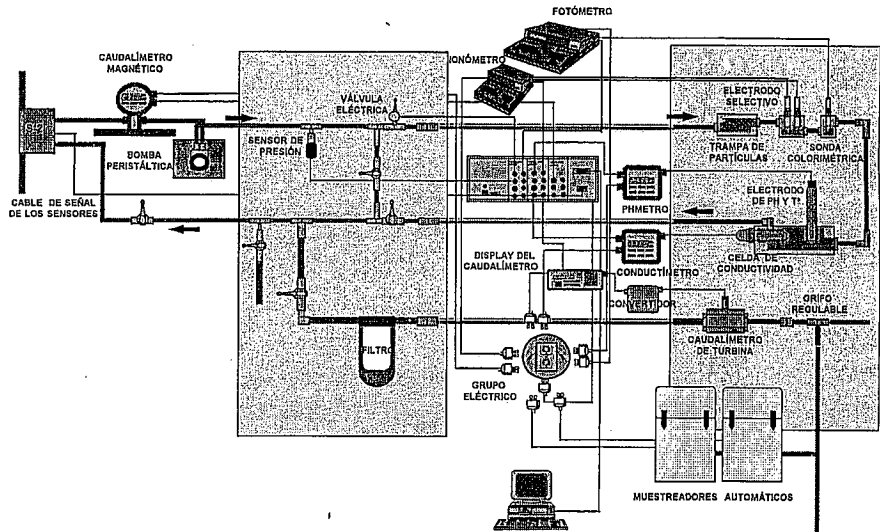 FOTÓMETRO
CAUDALÍMETRO
MAGNÉTICO
IONÓMETRO
VÁLVULA
ELÉCTRICA
ELECTRODO
SELECTIVO
SENSOR DE
PRESIÓN
BOMBA
PERISTÁLTICA
TRAMPA DE
PARTÍCULAS
SONDA
COLORIMÉTRICA
CABLE DE SEÑAL
DE LOS SENSORES
PHMETRO
ELECTRODO
DE PH Y Tª
DISPLAY DEL
CAUDALÍMETRO
CONDUCTÍMETRO
CELDA DE
CONDUCTIVIDAD
CONVERTIDOR
GRIFO
REGULABLE
FILTRO
CAUDALÍMETRO
DE TURBINA
GRUPO
ELÉCTRICO
MUESTREADORES AUTOMÁTICOS